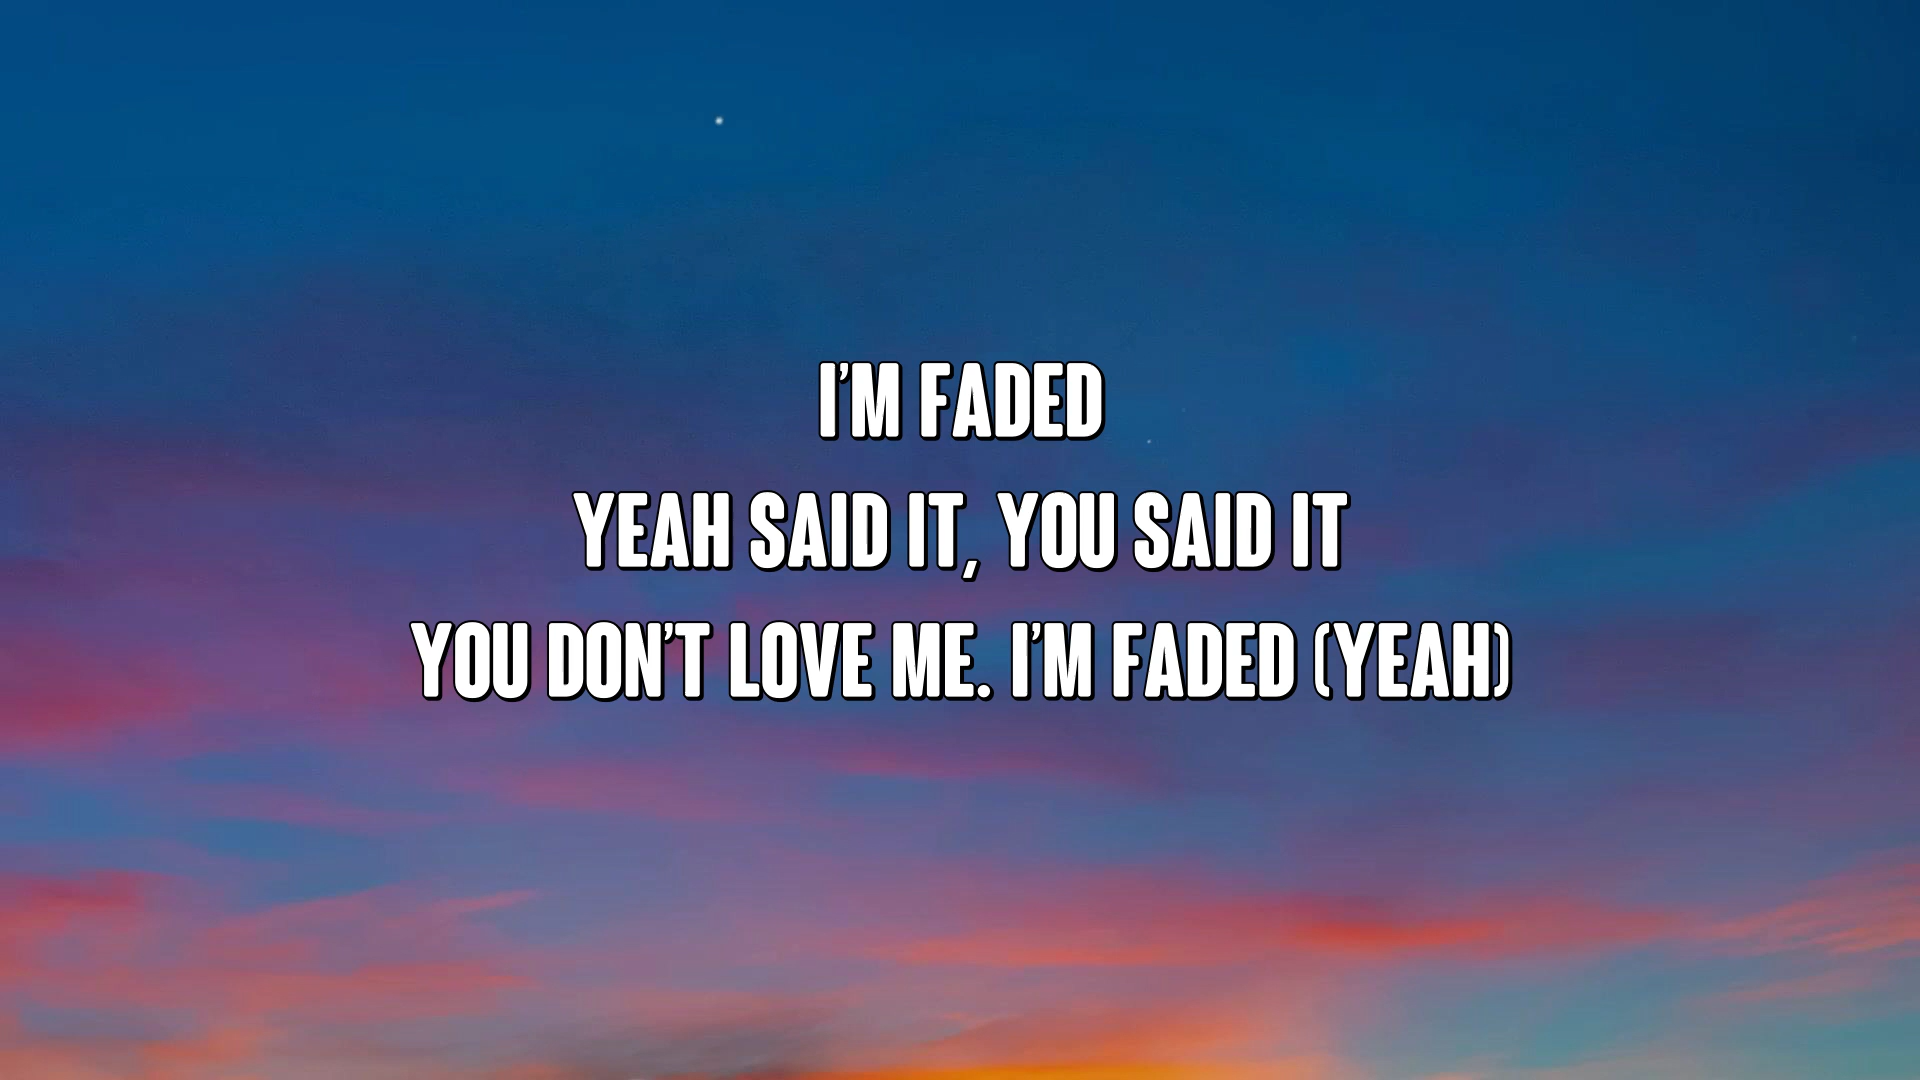 I'M FADED
YEAH SAID IT, YOU SAID IT
YOU DON'T LOVE ME. I'M FADED (YEAH)